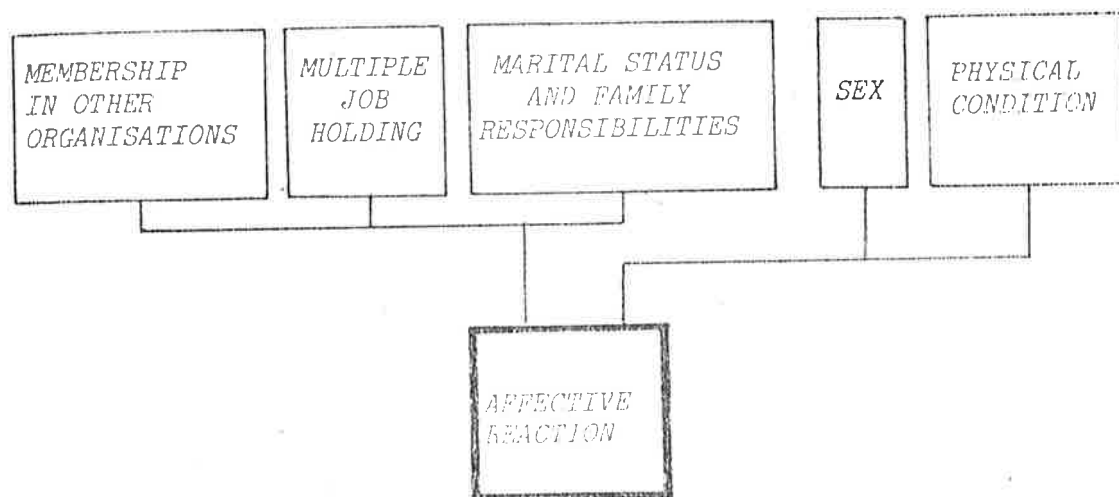 MEMBERSHIP
IN OTHER
ORGANISATIONS
MULTIPLE
JOB
HOLDING
MARITAL STATUS
AND FAMILY
RESPONSIBILITIES
SEX
PHYSICAL
CONDITION
AFFECTIVE
REACTION